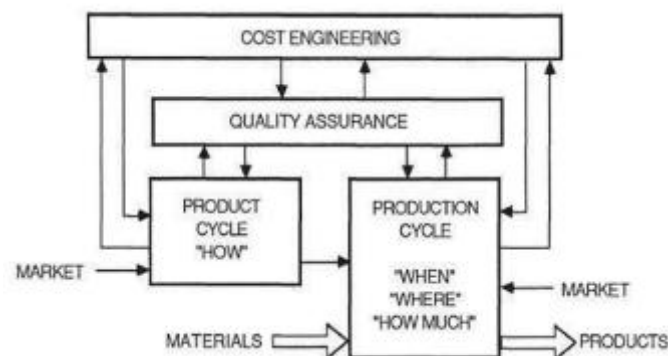 COST ENGINEERING
QUALITY ASSURANCE
PRODUCT
CYCLE
"HOW"
PRODUCTION
CYCLE
"WHEN"
"WHERE"
"HOW MUCH"
MARKET
MARKET
MATERIALS
PRODUCTS